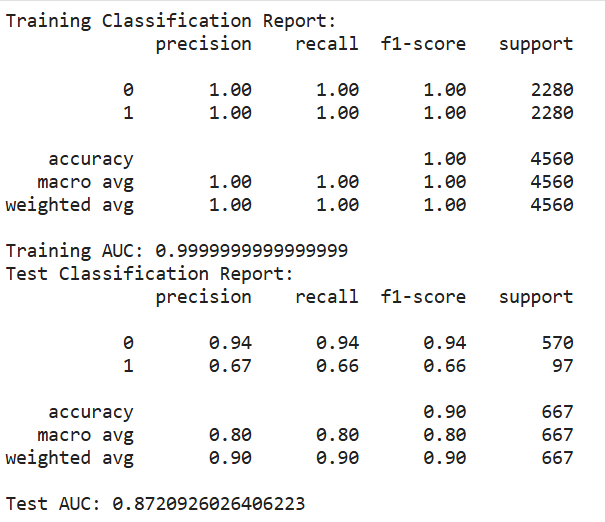 Training Classification Report:
              precision    recall  f1-score   support

           0       1.00      1.00      1.00      2280
           1       1.00      1.00      1.00      2280

    accuracy                           1.00      4560
   macro avg       1.00      1.00      1.00      4560
weighted avg       1.00      1.00      1.00      4560

Training AUC: 0.9999999999999999
Test Classification Report:
              precision    recall  f1-score   support

           0       0.94      0.94      0.94       570
           1       0.67      0.66      0.66        97

    accuracy                           0.90       667
   macro avg       0.80      0.80      0.80       667
weighted avg       0.90      0.90      0.90       667

Test AUC: 0.8720926026406223